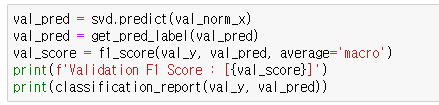 val_pred = svd.predict(val_norm_x)
val_pred = get_pred_label(val_pred)
val_score = f1_score(val_y, val_pred, average='macro')
print(f'Validation F1 Score : [{val_score}]')
print(classification_report(val_y, val_pred))